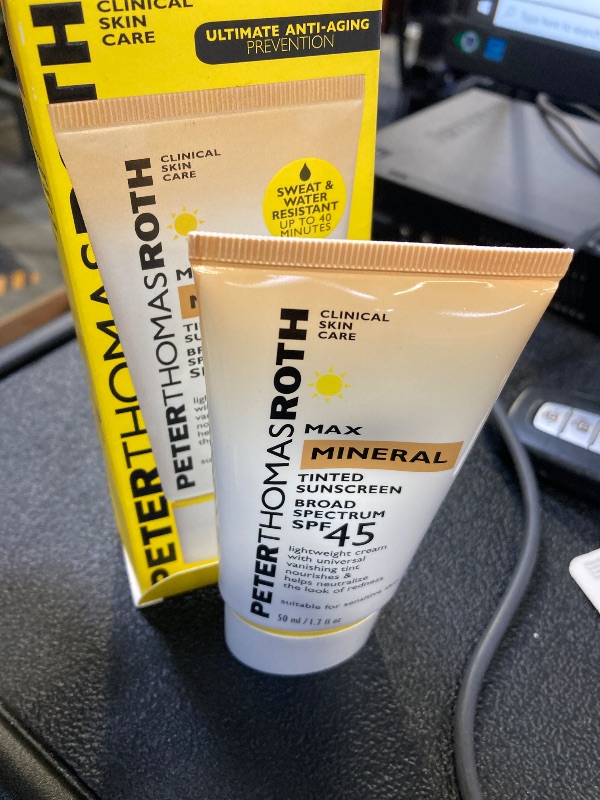 CLINICAL
SKIN
CARE
ULTIMATE ANTI-AGING
PREVENTION
PETERTHOMASROTH
CLINICAL
SKIN
CARE
SWEAT &
WATER
RESISTANT
UP TO 40
MINUTES
PETERTHOMASROTH
PETERTHOMASROTH
CLINICAL
SKIN
CARE
MAX
MINERAL
TINTED
SUNSCREEN
BROAD
SPECTRUM
SPF 45
lightweight cream
with universal
vanishing tint
nourishes &
helps neutralize
the look of redness
suitable for sensitive
50 ml / 1.7 fl oz